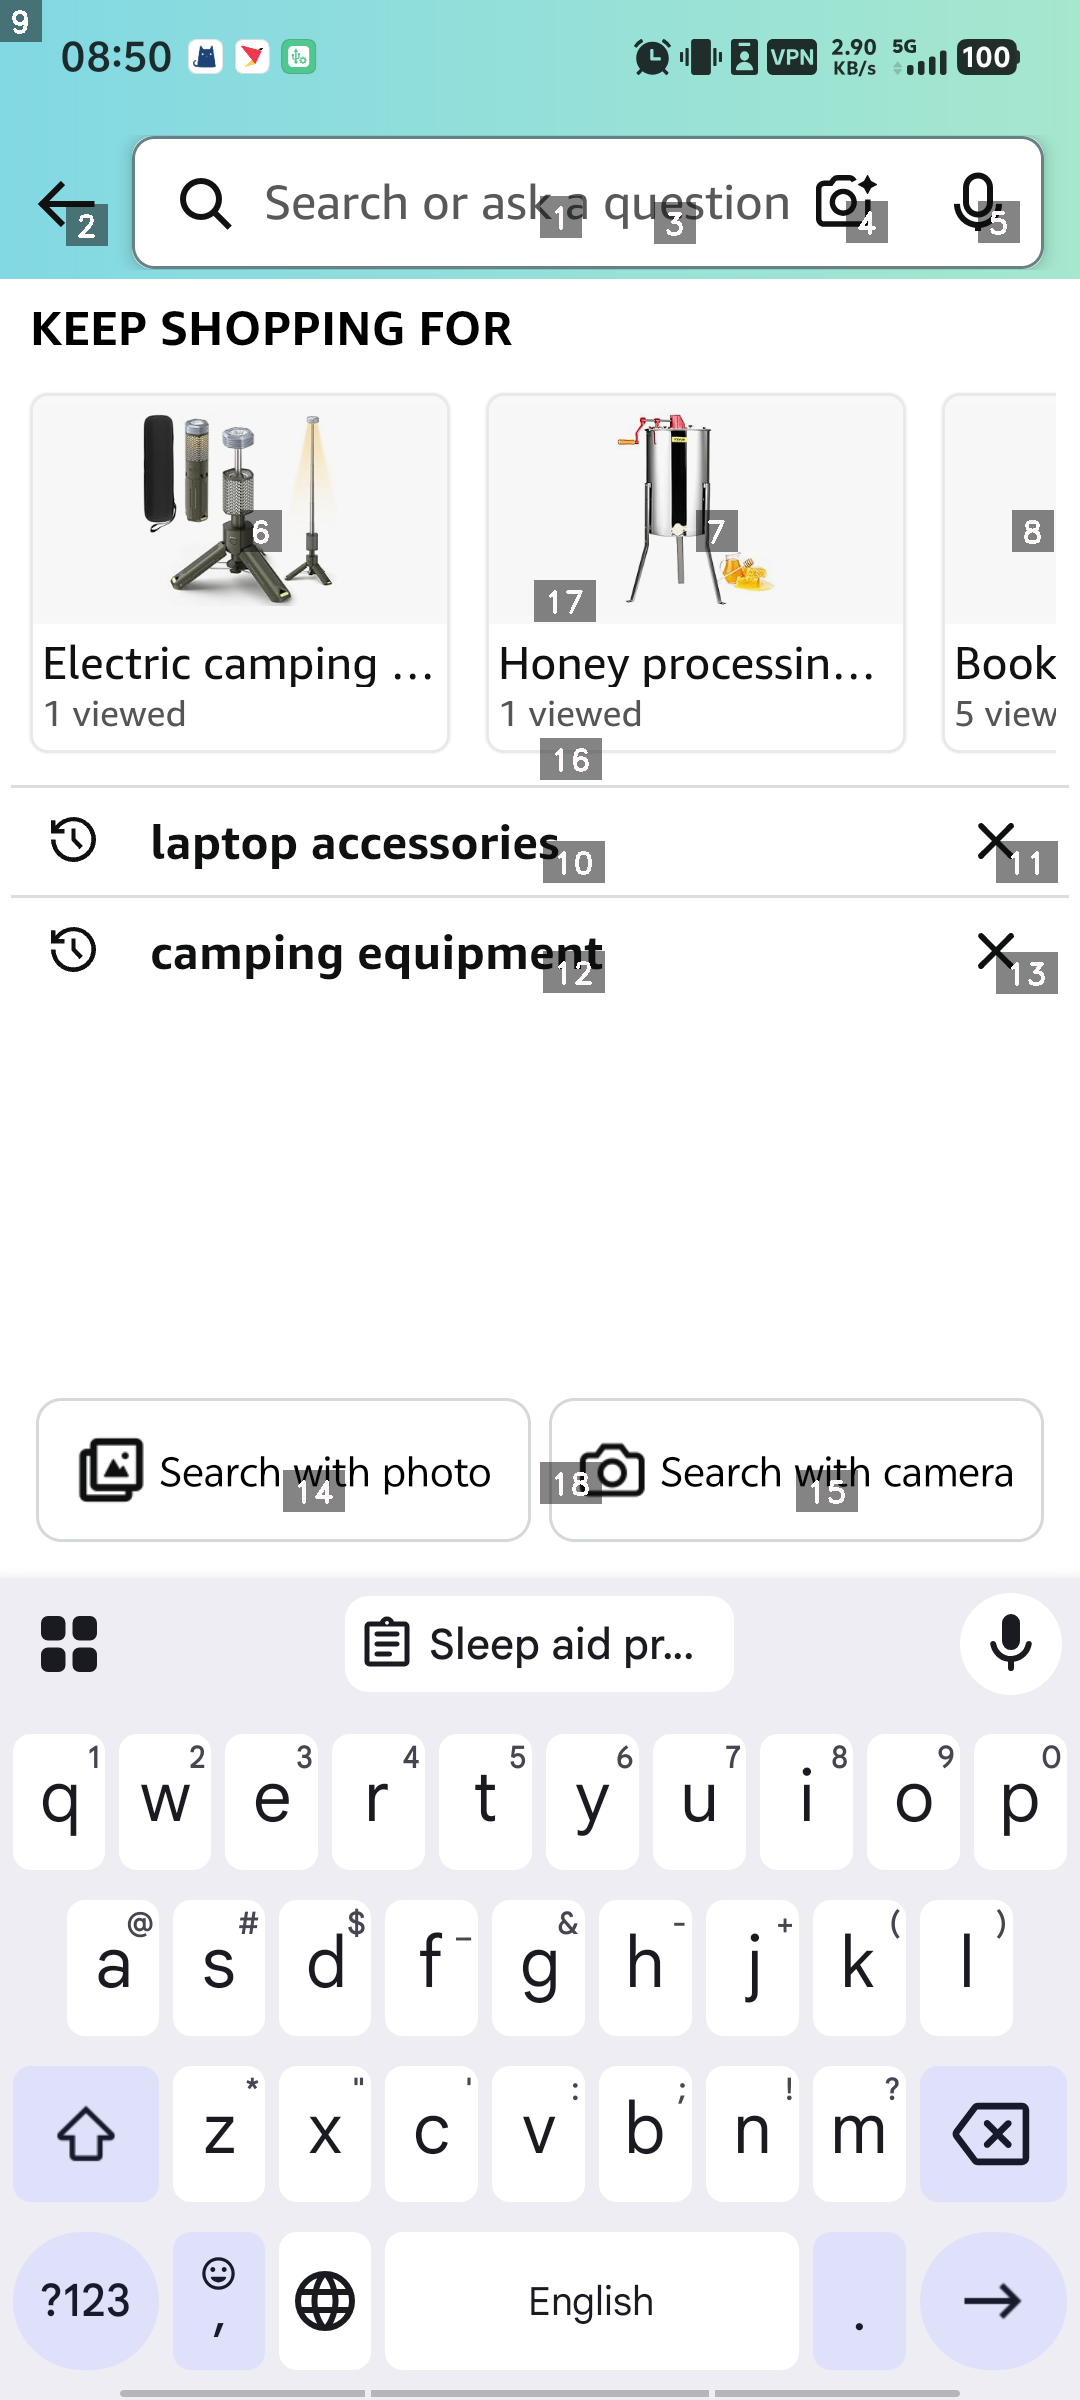 9
08:50
VPN
2.90
KB/s
5G
100
2
Search or ask a question
1
3
4
5
KEEP SHOPPING FOR
6
7
8
17
Electric camping ...
1 viewed
Honey processin...
1 viewed
Book
5 view
16
laptop accessories
10
11
camping equipment
12
13
Search with photo
14
18
Search with camera
15
Sleep aid pr...
1 2 3 4 5 6 7 8 9 0
q w e r t y u i o p
@ # $ _ & - + ( )
a s d f g h j k l
* " ' : ; ! ?
z x c v b n m
?123
,
English
.